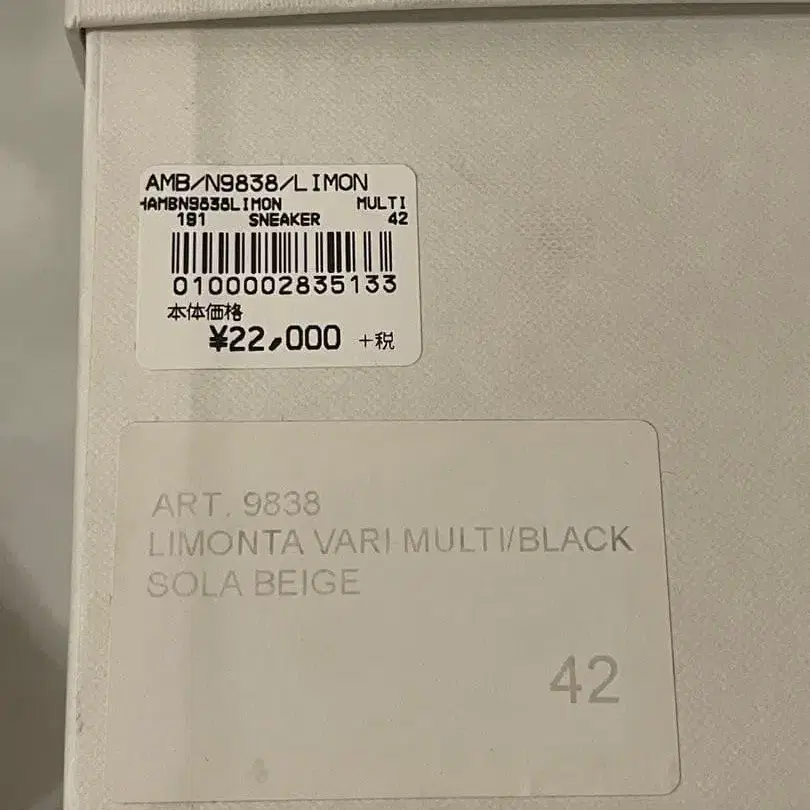 AMB/N9838/LIMON
HAMBN9838LIMON MULTI
191 SNEAKER 42
0100002835133
本体価格
¥22,000 +税
ART. 9838
LIMONTA VARI MULTI/BLACK
SOLA BEIGE
42